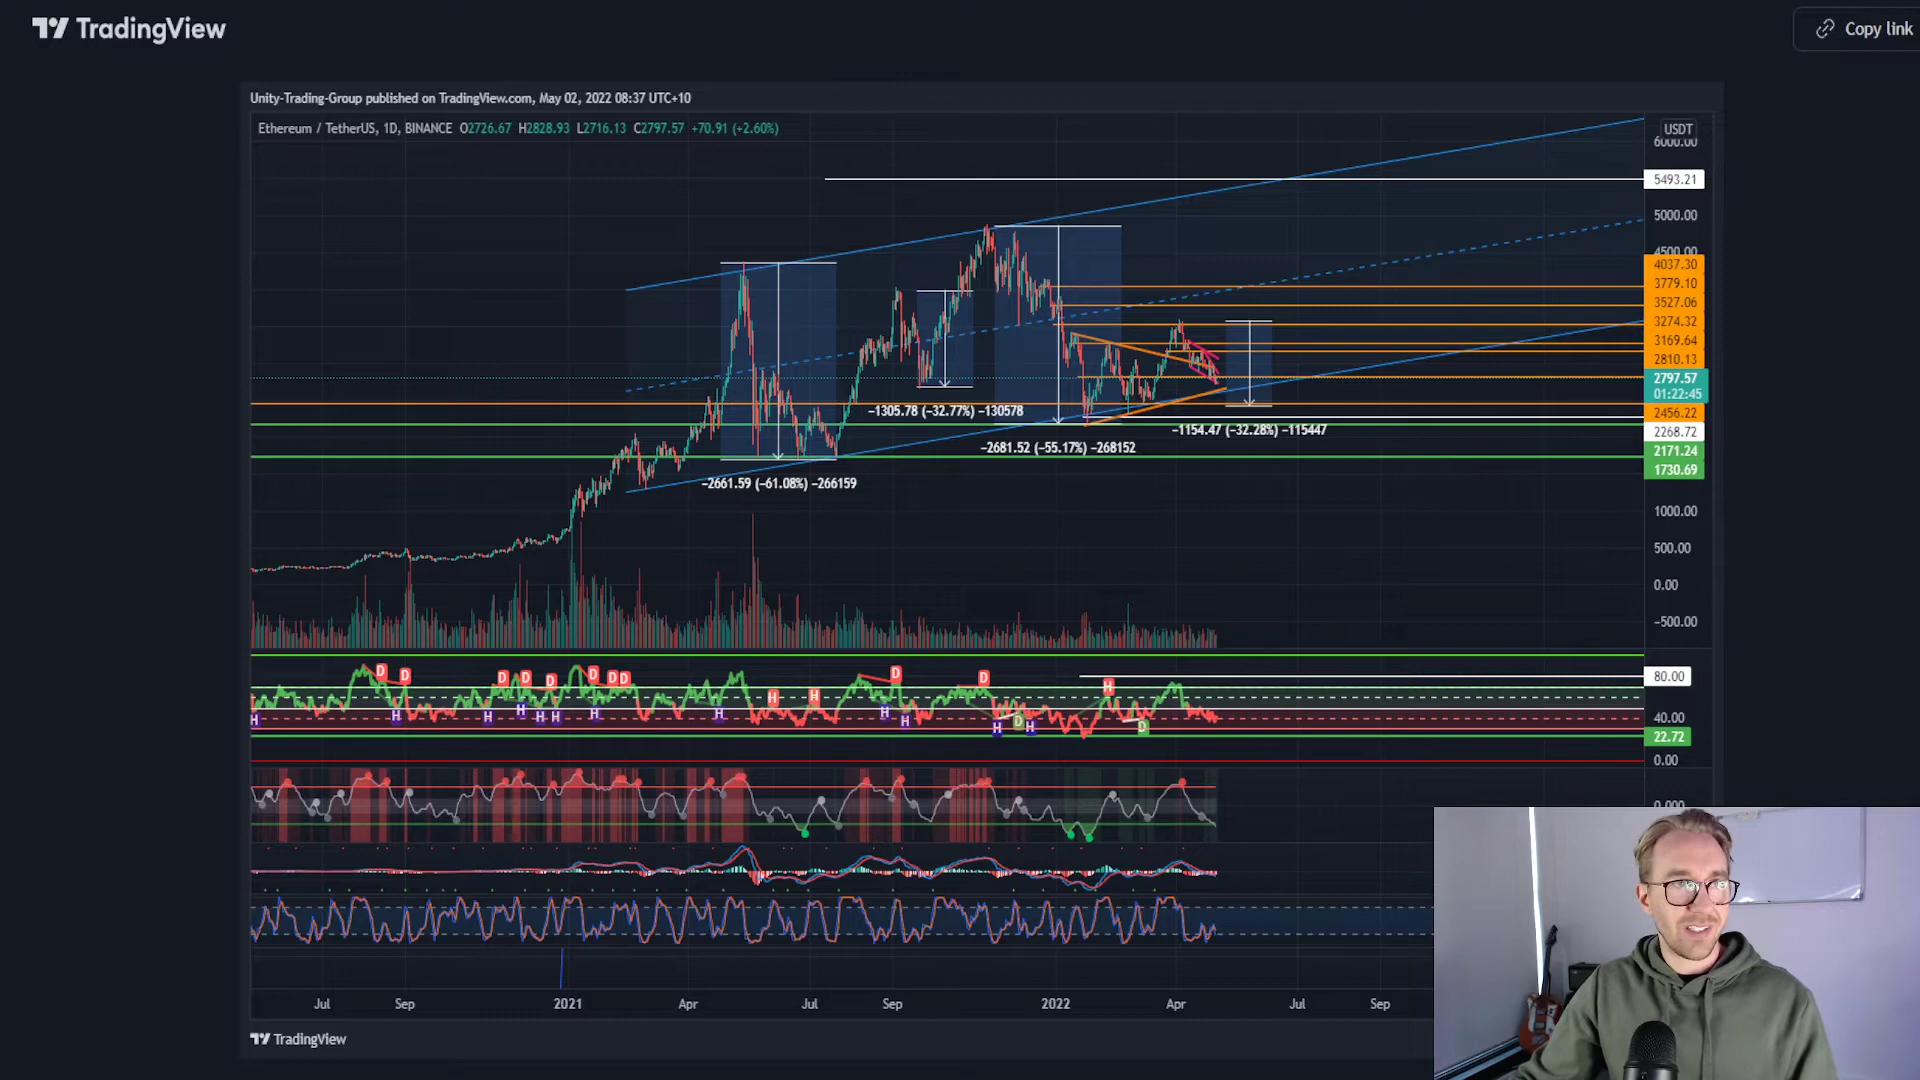 TradingView
Copy link
Unity-Trading-Group published on TradingView.com, May 02, 2022 08:37 UTC+10
Ethereum / TetherUS, 1D, BINANCE O2726.67 H2828.93 L2716.13 C2797.57 +70.91 (+2.60%)
USDT
6000.00
5493.21
5000.00
4500.00
4037.30
3779.10
3527.06
3274.32
3169.64
2810.13
2797.57
01:22:45
2456.22
2268.72
2171.24
1730.69
−1305.78 (−32.77%) −130578
−1154.47 (−32.28%) −115447
−2681.52 (−55.17%) −268152
−2661.59 (−61.08%) −266159
1000.00
500.00
0.00
−500.00
D D D D D D D D D D
H H H
80.00
H H H H H H H H H H H H
D D
40.00
22.72
0.00
0.000
Jul Sep 2021 Apr Jul Sep 2022 Apr Jul Sep
TradingView